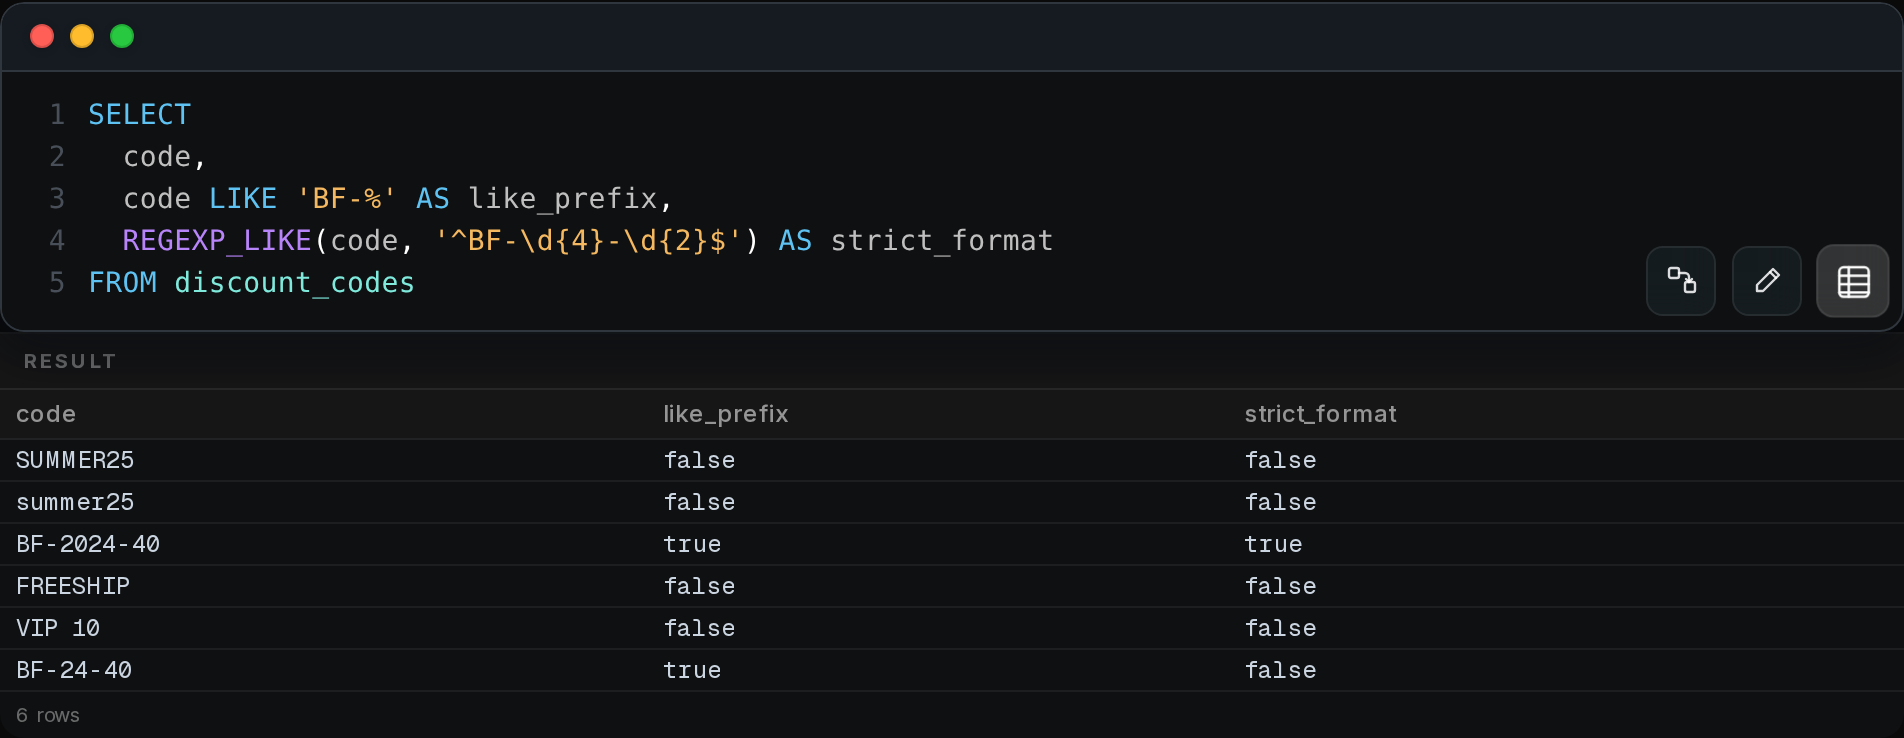 1 SELECT
2   code,
3   code LIKE 'BF-%' AS like_prefix,
4   REGEXP_LIKE(code, '^BF-\d{4}-\d{2}$') AS strict_format
5 FROM discount_codes
RESULT
code like_prefix strict_format
SUMMER25 false false
summer25 false false
BF-2024-40 true true
FREESHIP false false
VIP 10 false false
BF-24-40 true false
6 rows